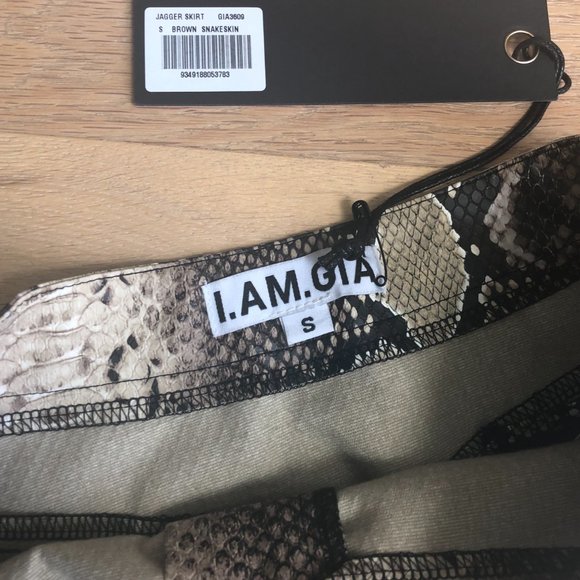 JAGGER SKIRT GIA3609
S BROWN SNAKESKIN
9349188053783
I.AM.GIA.
S